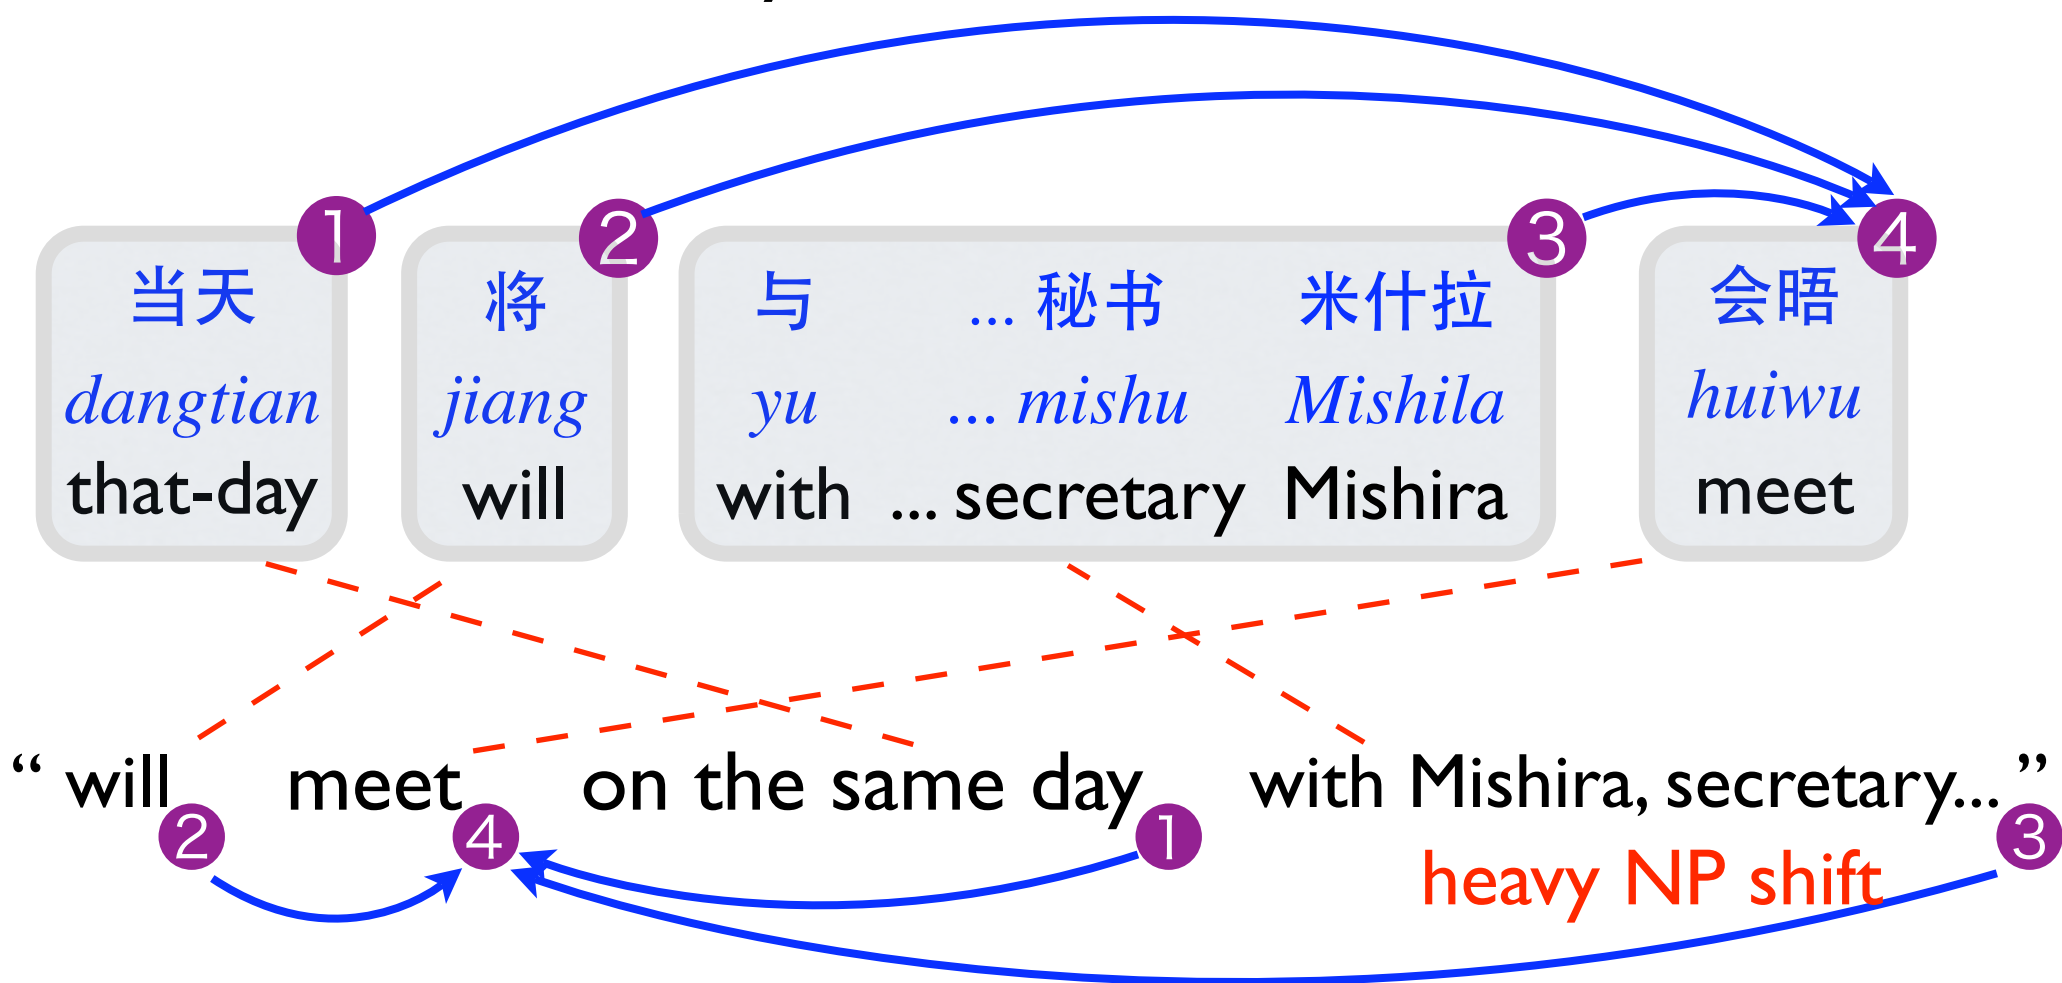 1 2 3 4
当天 将 与 ... 秘书 米什拉 会晤
dangtian jiang yu ... mishu Mishila huiwu
that-day will with ... secretary Mishira meet
“ will meet on the same day with Mishira, secretary... ”
2 4 1 3
heavy NP shift